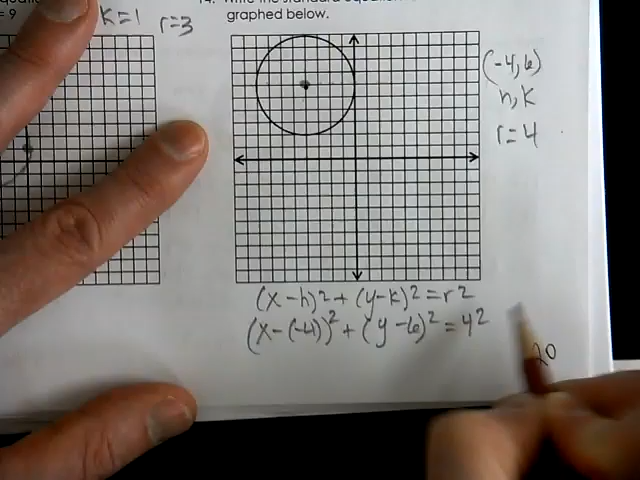 = 9
k=1 r=3
14. Write the standard equation
graphed below.
(-4,6)
h,k
r=4
(x-h)²+(y-k)²=r²
(x-(-4))²+(y-6)²=4²
20